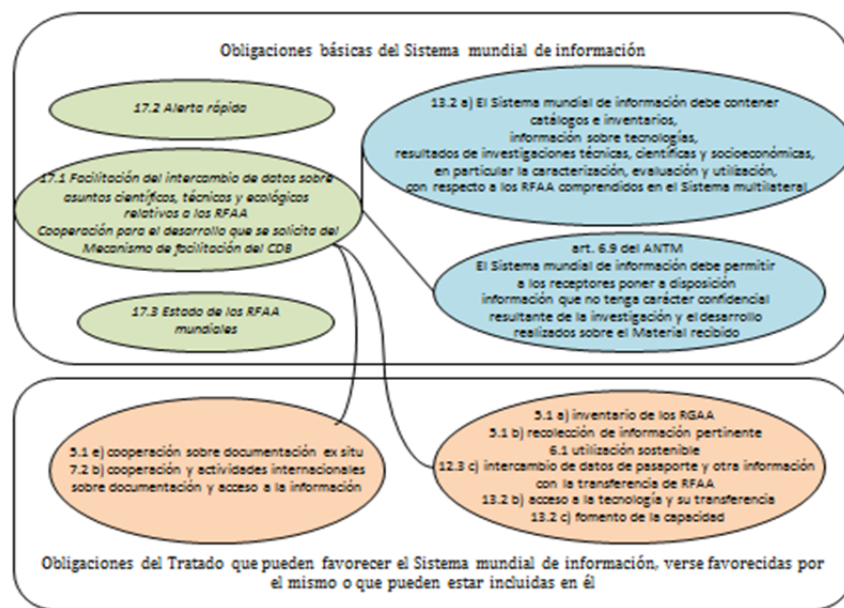 Obligaciones básicas del Sistema mundial de información
17.2 Alerta rápida
13.2 a) El Sistema mundial de información debe contener
catálogos e inventarios,
información sobre tecnologías,
resultados de investigaciones técnicas, científicas y socioeconómicas,
en particular la caracterización, evaluación y utilización,
con respecto a los RFAA comprendidos en el Sistema multilateral
17.1 Facilitación del intercambio de datos sobre
asuntos científicos, técnicos y ecológicos
relativos a los RFAA
Cooperación para el desarrollo que se solicita del
Mecanismo de facilitación del CDB
art. 6.9 del ANTM
El Sistema mundial de información debe permitir
a los receptores poner a disposición
información que no tenga carácter confidencial
resultante de la investigación y el desarrollo
realizados sobre el Material recibido
17.3 Estado de los RFAA
mundiales
5.1 e) cooperación sobre documentación ex situ
7.2 b) cooperación y actividades internacionales
sobre documentación y acceso a la información
5.1 a) inventario de los RGAA
5.1 b) recolección de información pertinente
6.1 utilización sostenible
12.3 c) intercambio de datos de pasaporte y otra información
con la transferencia de RFAA
13.2 b) acceso a la tecnología y su transferencia
13.2 c) fomento de la capacidad
Obligaciones del Tratado que pueden favorecer el Sistema mundial de información, verse favorecidas por
el mismo o que pueden estar incluidas en él